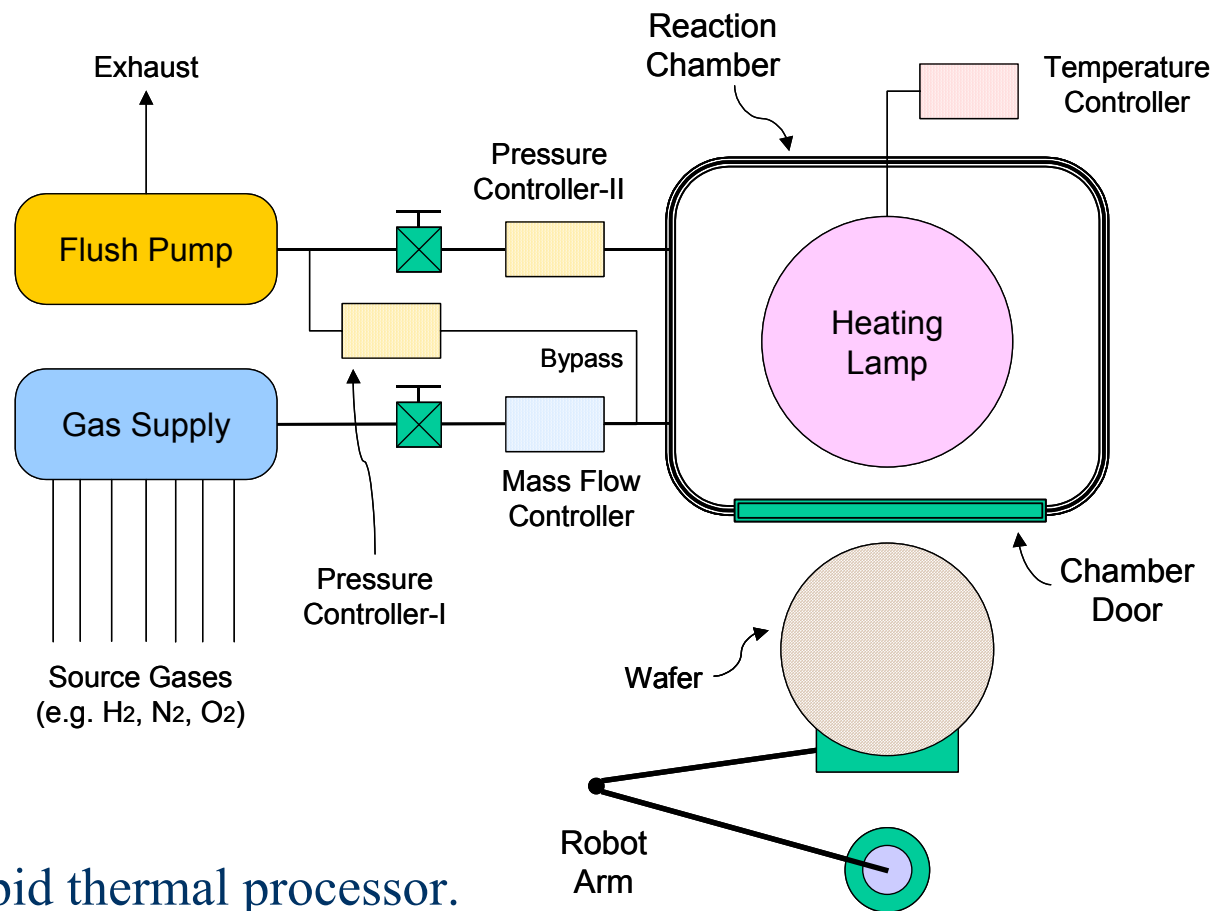 Reaction
Chamber
Exhaust
Temperature
Controller
Pressure
Controller-II
Flush Pump
Heating
Lamp
Bypass
Gas Supply
Mass Flow
Controller
Pressure
Controller-I
Chamber
Door
Source Gases
(e.g. H2, N2, O2)
Wafer
Robot
Arm
thermal processor.